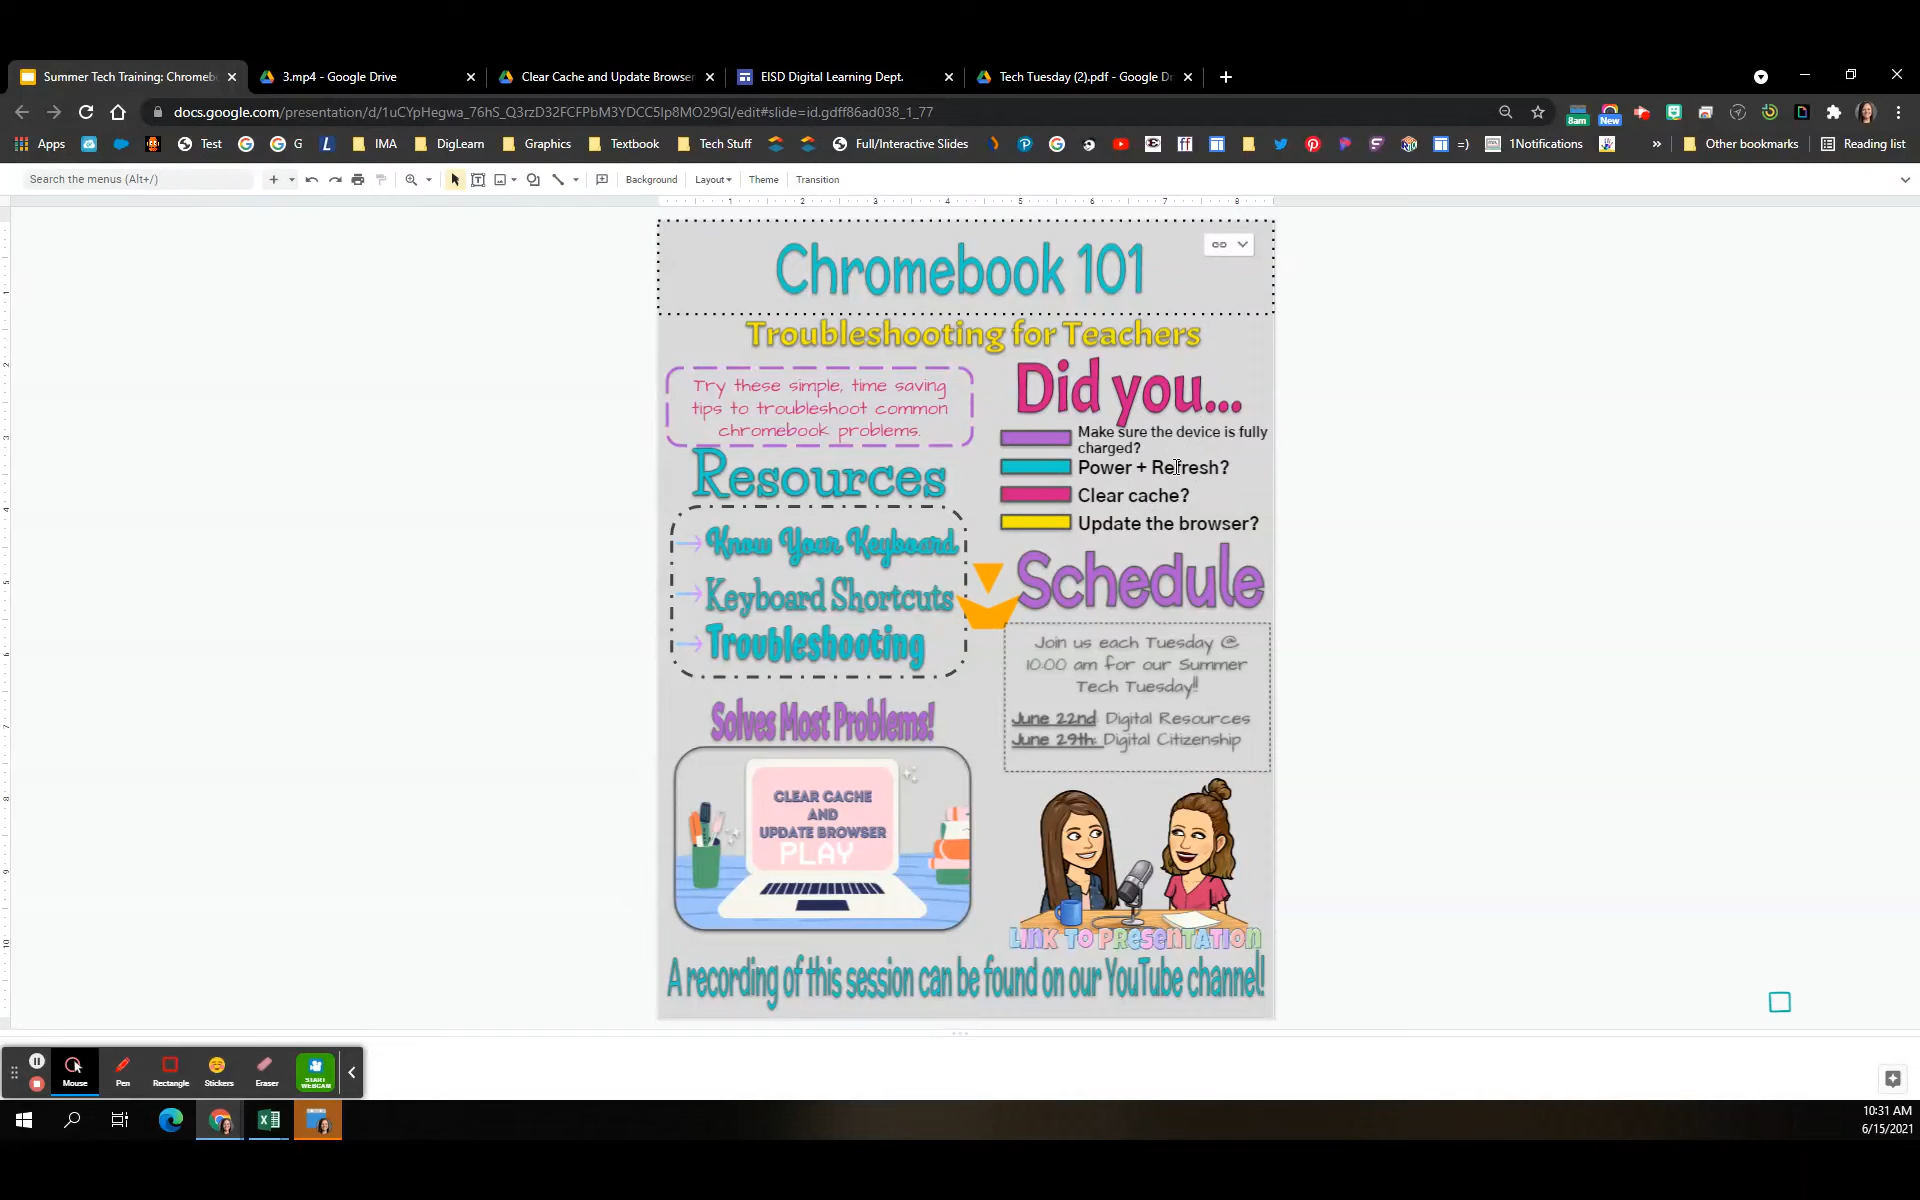 Summer Tech Training: Chromeb
3.mp4 - Google Drive
Clear Cache and Update Browser
EISD Digital Learning Dept.
Tech Tuesday (2).pdf - Google Dr
docs.google.com/presentation/d/1uCYpHegwa_76hS_Q3rzD32FCFPbM3YDCC5Ip8MO29GI/edit#slide=id.gdff86ad038_1_77
8am
New
Apps
Test
G
IMA
DigLearn
Graphics
Textbook
Tech Stuff
Full/Interactive Slides
=)
1Notifications
Other bookmarks
Reading list
Search the menus (Alt+/)
Background
Layout
Theme
Transition
Chromebook 101
Troubleshooting for Teachers
Try these simple, time saving
tips to troubleshoot common
chromebook problems.
Did you...
Make sure the device is fully
charged?
Power + Refresh?
Clear cache?
Update the browser?
Resources
Know Your Keyboard
Keyboard Shortcuts
Troubleshooting
Schedule
Join us each Tuesday @
10:00 am for our Summer
Tech Tuesday!!
June 22nd: Digital Resources
June 29th: Digital Citizenship
Solves Most Problems!
CLEAR CACHE
AND
UPDATE BROWSER
PLAY
LINK TO PRESENTATION
A recording of this session can be found on our YouTube channel!
Mouse
Pen
Rectangle
Stickers
Eraser
START
WEBCAM
10:31 AM
6/15/2021